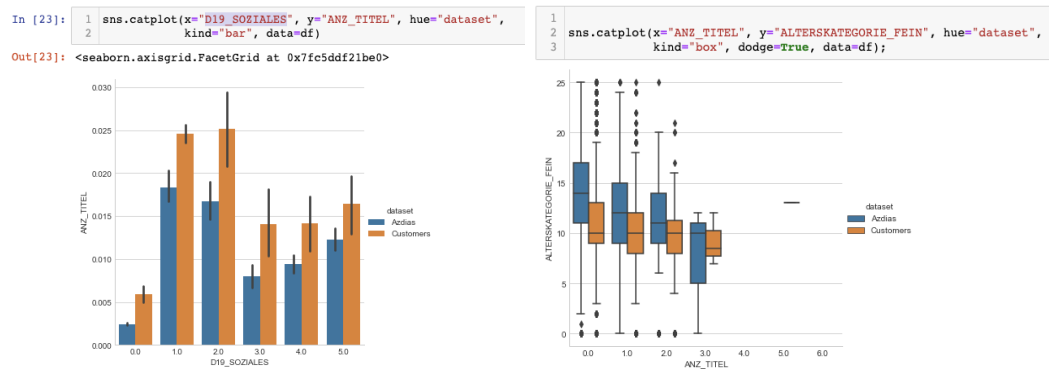 In [23]:
1 sns.catplot(x="D19_SOZIALES", y="ANZ_TITEL", hue="dataset",
2 kind="bar", data=df)
Out[23]: <seaborn.axisgrid.FacetGrid at 0x7fc5ddf21be0>
0.030
0.025
0.020
0.015
0.010
0.005
0.000
ANZ_TITEL
0.0 1.0 2.0 3.0 4.0 5.0
D19_SOZIALES
dataset
Azdias
Customers
1
2 sns.catplot(x="ANZ_TITEL", y="ALTERSKATEGORIE_FEIN", hue="dataset",
3 kind="box", dodge=True, data=df);
25
20
15
10
5
0
ALTERSKATEGORIE_FEIN
0.0 1.0 2.0 3.0 4.0 5.0 6.0
ANZ_TITEL
dataset
Azdias
Customers